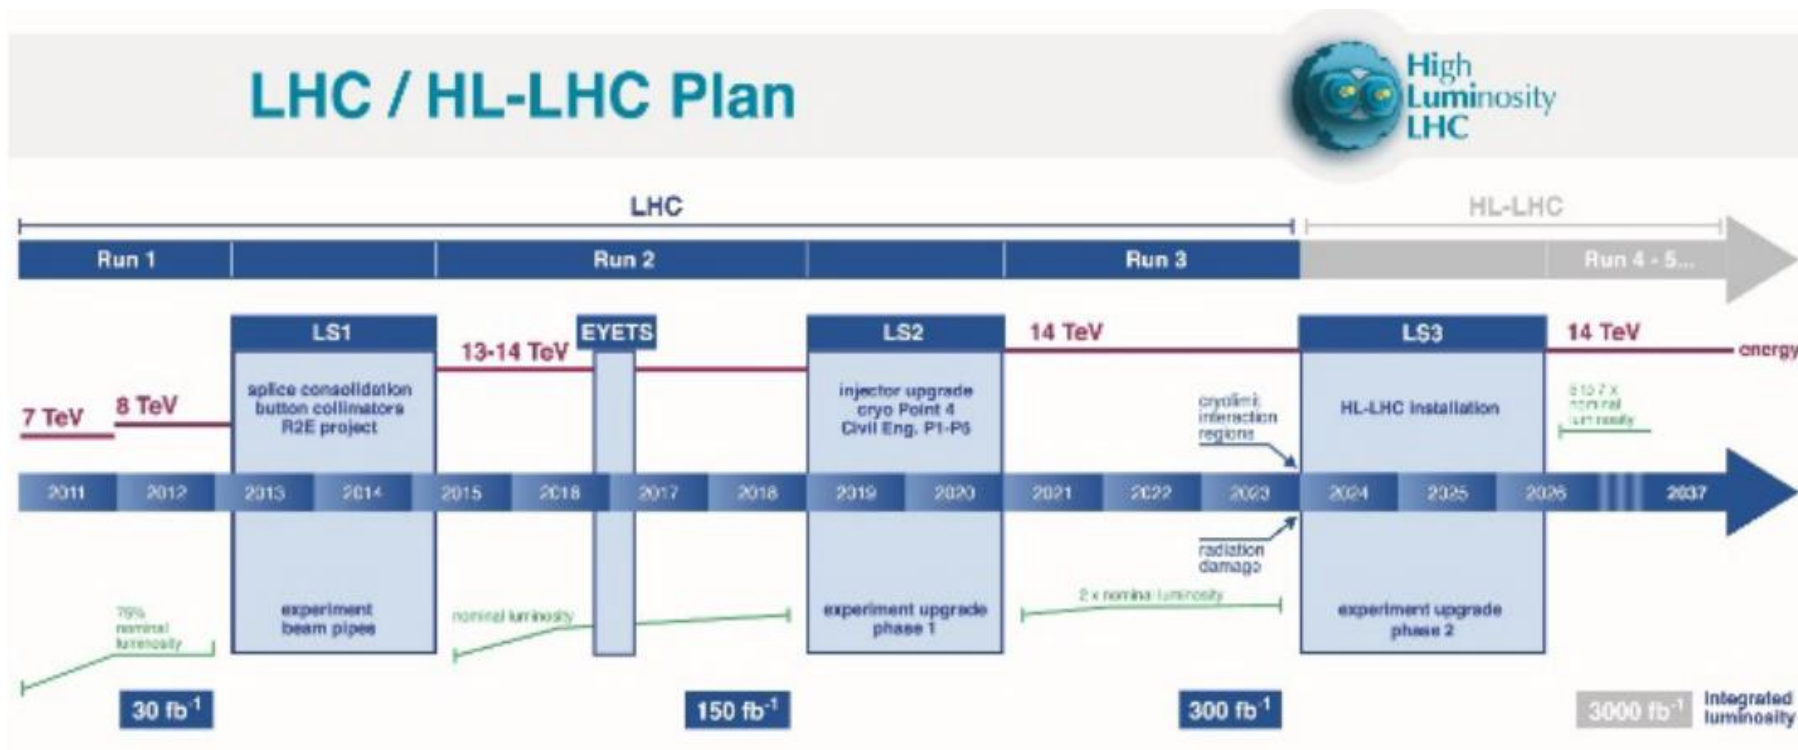 LHC / HL-LHC Plan
High
Luminosity
LHC
LHC
HL-LHC
Run 1
Run 2
Run 3
Run 4 - 5...
LS1
EYETS
LS2
LS3
14 TeV
14 TeV
13-14 TeV
energy
splice consolidation
button collimators
R2E project
injector upgrade
cryo Point 4
Civil Eng. P1-P5
cryolimit
interaction
regions
HL-LHC installation
5 to 7 x
nominal
luminosity
7 TeV
8 TeV
2011
2012
2013
2014
2015
2016
2017
2018
2019
2020
2021
2022
2023
2024
2025
2026
2037
radiation
damage
75%
nominal
luminosity
experiment
beam pipes
nominal luminosity
experiment upgrade
phase 1
2 x nominal luminosity
experiment upgrade
phase 2
30 fb⁻¹
150 fb⁻¹
300 fb⁻¹
3000 fb⁻¹
integrated
luminosity